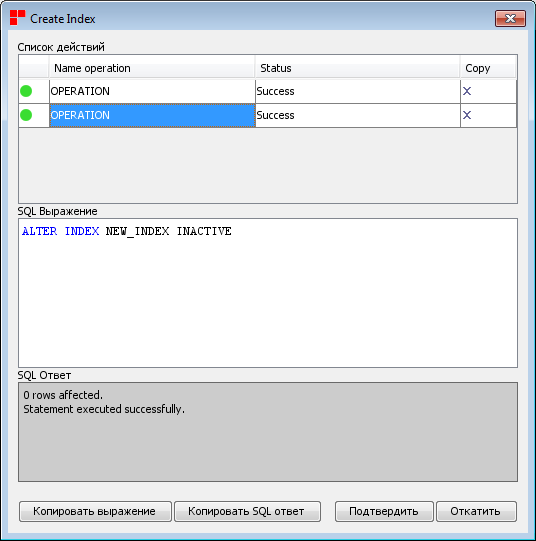 Create Index
Список действий
Name operation Status Copy
OPERATION Success X
OPERATION Success X
SQL Выражение
ALTER INDEX NEW_INDEX INACTIVE
SQL Ответ
0 rows affected.
Statement executed successfully.
Копировать выражение Копировать SQL ответ Подтвердить Откатить